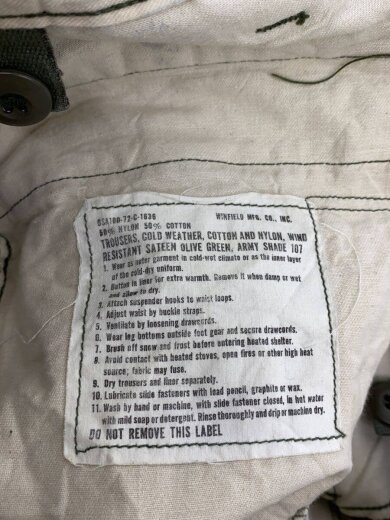 DSA100-72-C-1036 WINFIELD MFG. CO., INC.
50% NYLON 50% COTTON
TROUSERS, COLD WEATHER, COTTON AND NYLON, WIND
RESISTANT SATEEN OLIVE GREEN, ARMY SHADE 107
1. Wear as outer garment in cold-wet climate or as the inner layer
of the cold-dry uniform.
2. Button in liner for extra warmth. Remove it when damp or wet
and allow to dry.
3. Attach suspender hooks to waist loops.
4. Adjust waist by buckle straps.
5. Ventilate by loosening drawcords.
6. Wear leg bottoms outside foot gear and secure drawcords.
7. Brush off snow and frost before entering heated shelter.
8. Avoid contact with heated stoves, open fires or other high heat
source; fabric may fuse.
9. Dry trousers and liner separately.
10. Lubricate slide fasteners with lead pencil, graphite or wax.
11. Wash by hand or machine, with slide fastener closed, in hot water
with mild soap or detergent. Rinse thoroughly and drip or machine dry.
DO NOT REMOVE THIS LABEL